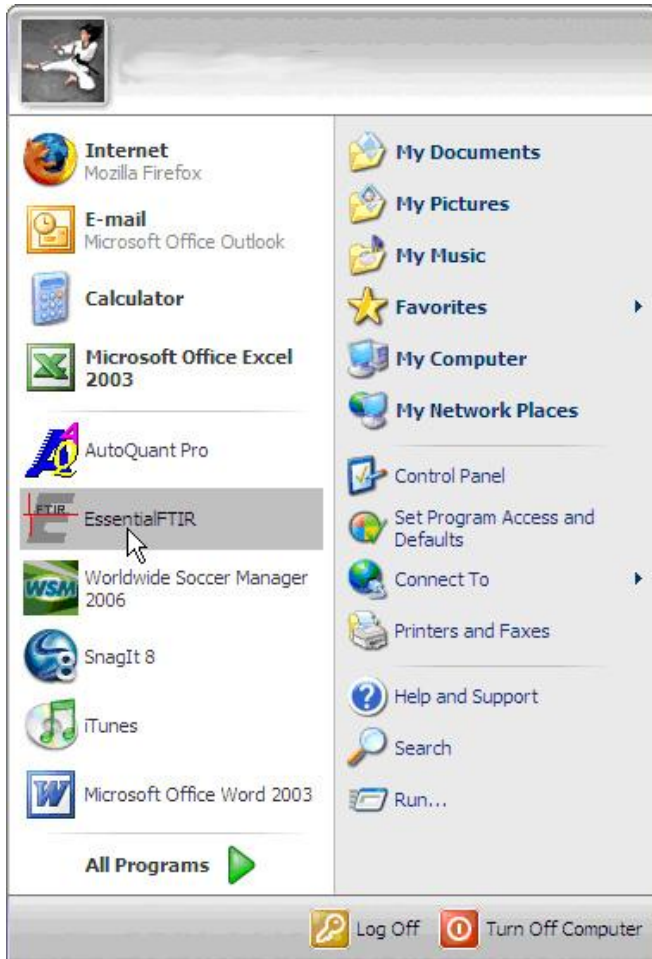 Internet
Mozilla Firefox
E-mail
Microsoft Office Outlook
Calculator
Microsoft Office Excel
2003
AutoQuant Pro
FTIR
EssentialFTIR
WSM
Worldwide Soccer Manager
2006
SnagIt 8
iTunes
Microsoft Office Word 2003
All Programs
My Documents
My Pictures
My Music
Favorites
My Computer
My Network Places
Control Panel
Set Program Access and
Defaults
Connect To
Printers and Faxes
Help and Support
Search
Run...
Log Off
Turn Off Computer